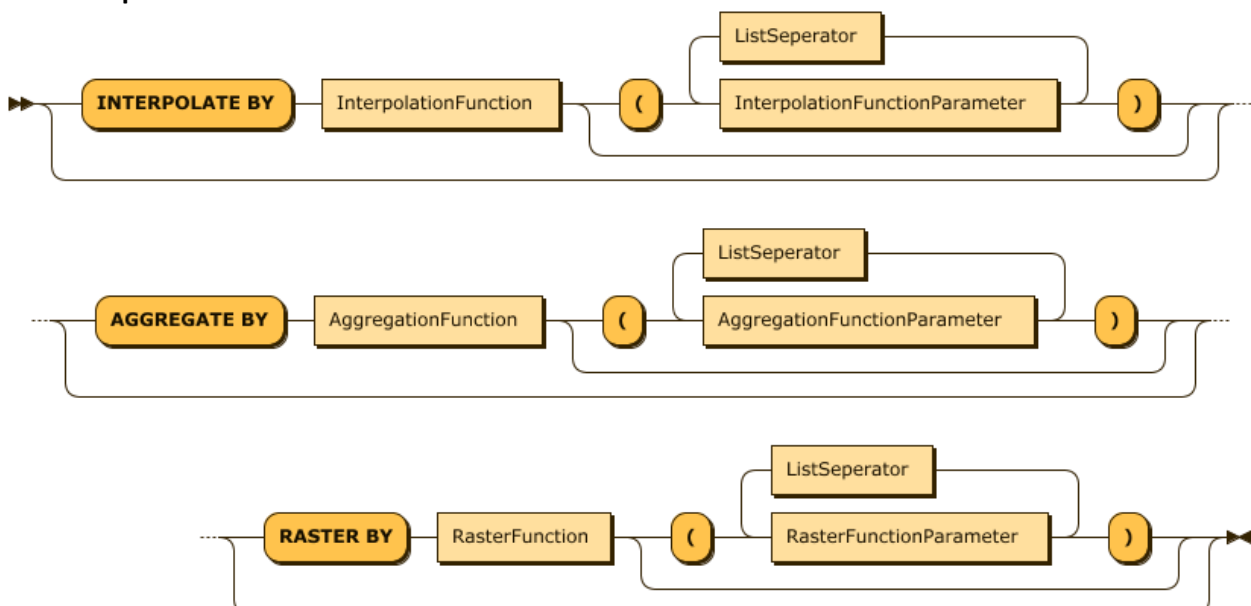 ListSeperator
INTERPOLATE BY InterpolationFunction ( InterpolationFunctionParameter )
ListSeperator
AGGREGATE BY AggregationFunction ( AggregationFunctionParameter )
ListSeperator
RASTER BY RasterFunction ( RasterFunctionParameter )